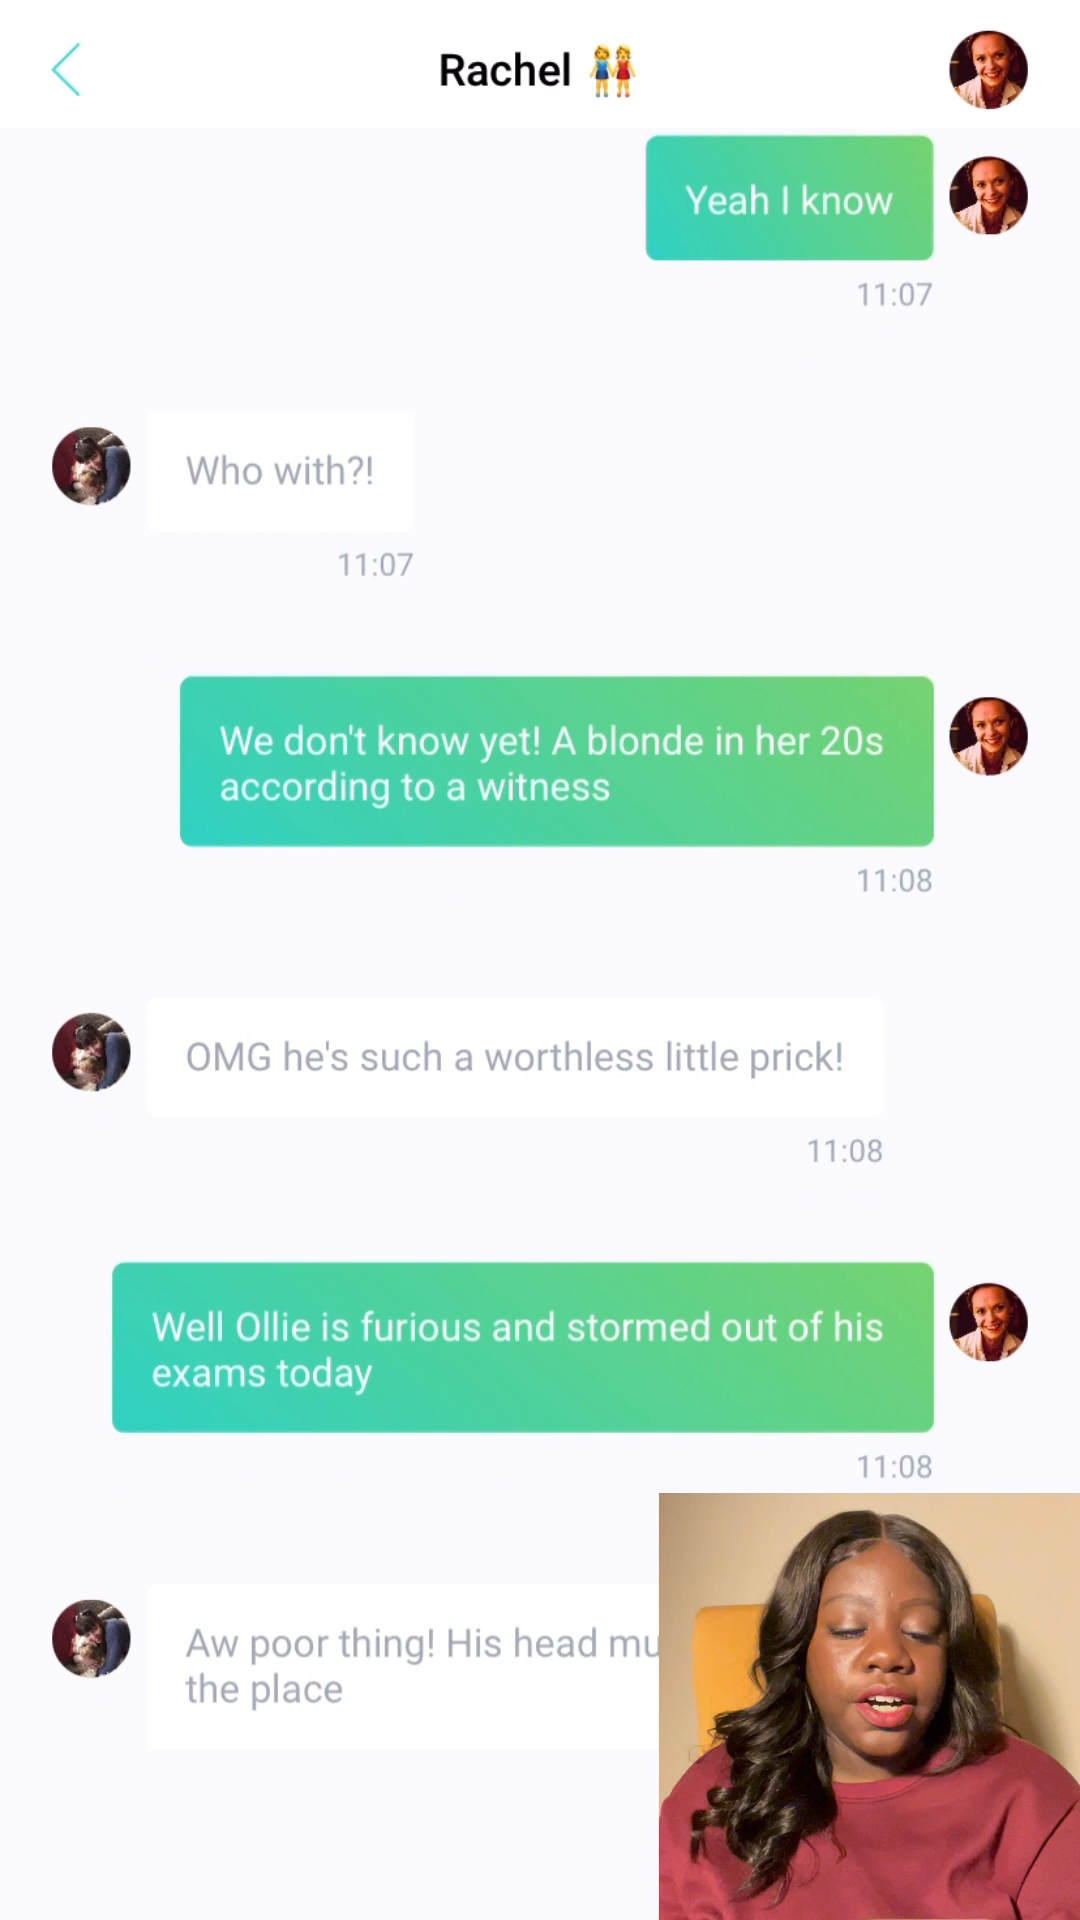 Rachel 👭
Yeah I know
11:07
Who with?!
11:07
We don't know yet! A blonde in her 20s
according to a witness
11:08
OMG he's such a worthless little prick!
11:08
Well Ollie is furious and stormed out of his
exams today
11:08
Aw poor thing! His head
the place